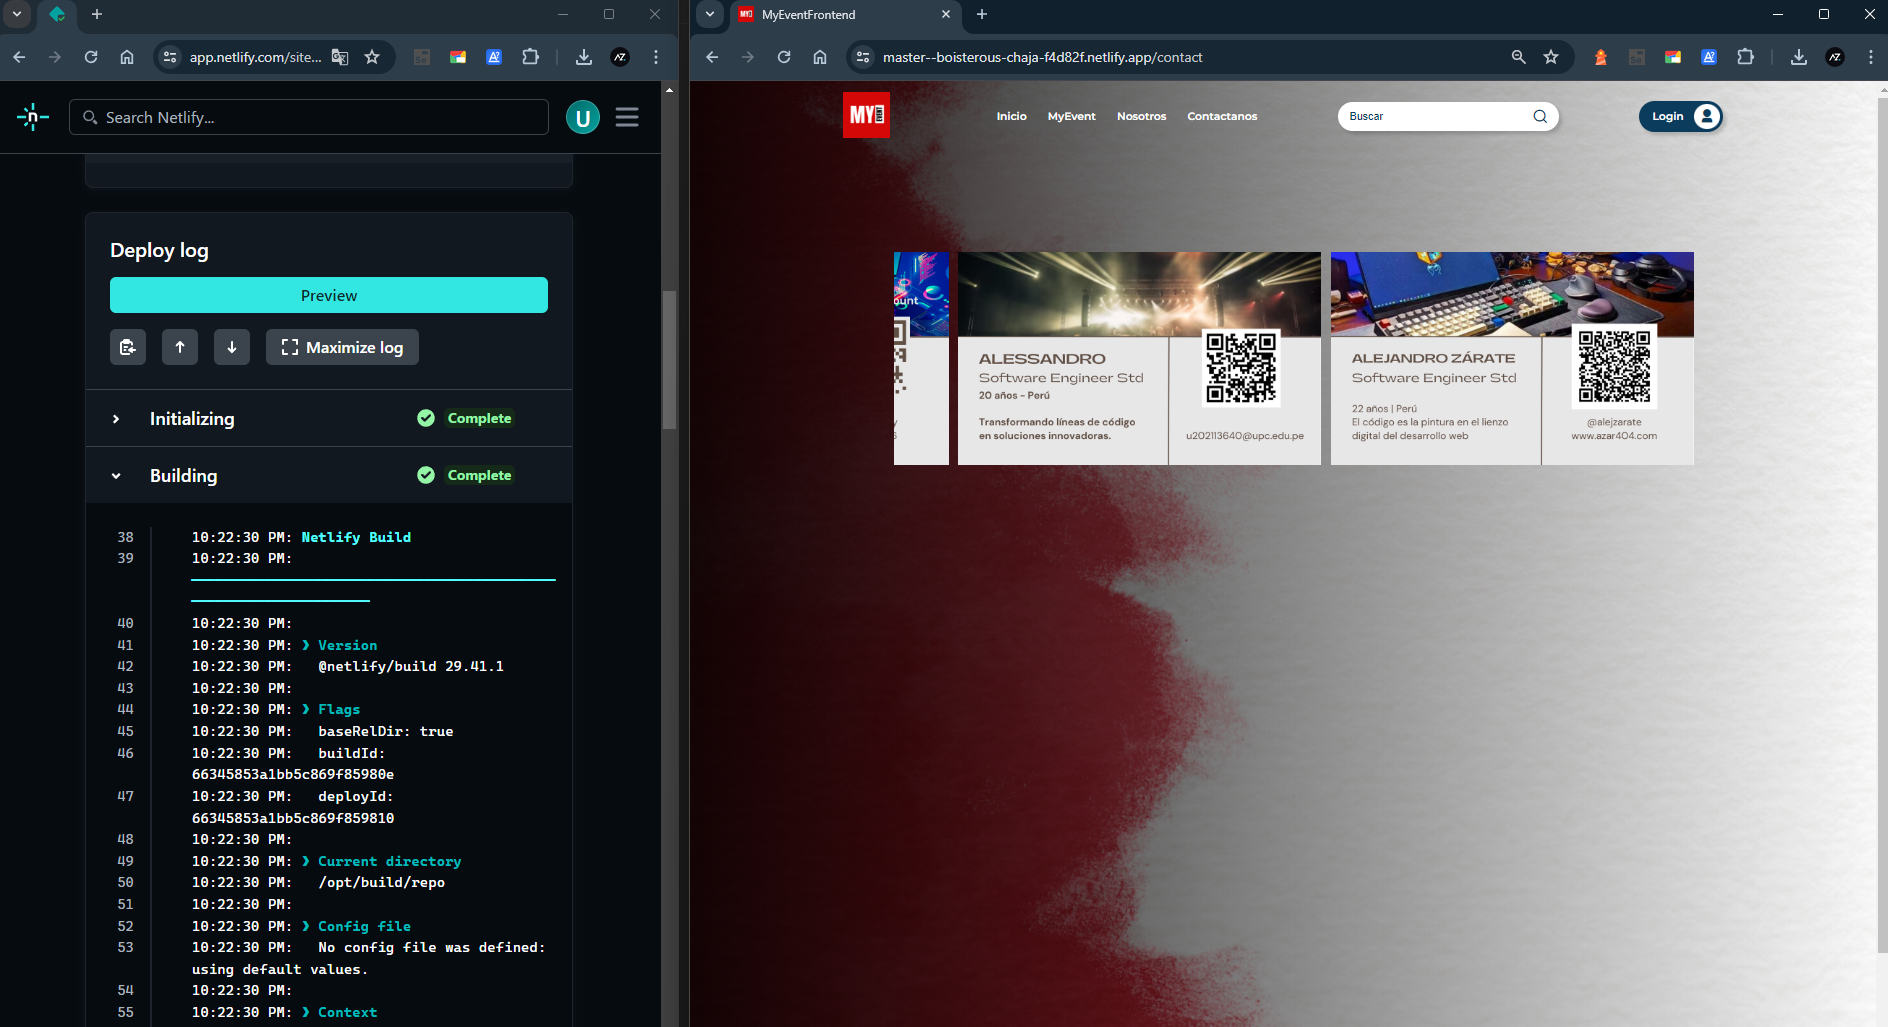 app.netlify.com/site...
Search Netlify...
U
Deploy log
Preview
Maximize log
Initializing
Complete
Building
Complete
38 10:22:30 PM: Netlify Build
39 10:22:30 PM:
40 10:22:30 PM:
41 10:22:30 PM: ❯ Version
42 10:22:30 PM: @netlify/build 29.41.1
43 10:22:30 PM:
44 10:22:30 PM: ❯ Flags
45 10:22:30 PM: baseRelDir: true
46 10:22:30 PM: buildId:
66345853a1bb5c869f85980e
47 10:22:30 PM: deployId:
66345853a1bb5c869f859810
48 10:22:30 PM:
49 10:22:30 PM: ❯ Current directory
50 10:22:30 PM: /opt/build/repo
51 10:22:30 PM:
52 10:22:30 PM: ❯ Config file
53 10:22:30 PM: No config file was defined:
using default values.
54 10:22:30 PM:
55 10:22:30 PM: ❯ Context
MyEventFrontend
master--boisterous-chaja-f4d82f.netlify.app/contact
MY EVENT
Inicio
MyEvent
Nosotros
Contactanos
Buscar
Login
ount
ALESSANDRO
Software Engineer Std
20 años - Perú
Transformando líneas de código
en soluciones innovadoras.
u202113640@upc.edu.pe
ALEJANDRO ZÁRATE
Software Engineer Std
22 años | Perú
El código es la pintura en el lienzo
digital del desarrollo web
@alejzarate
www.azar404.com